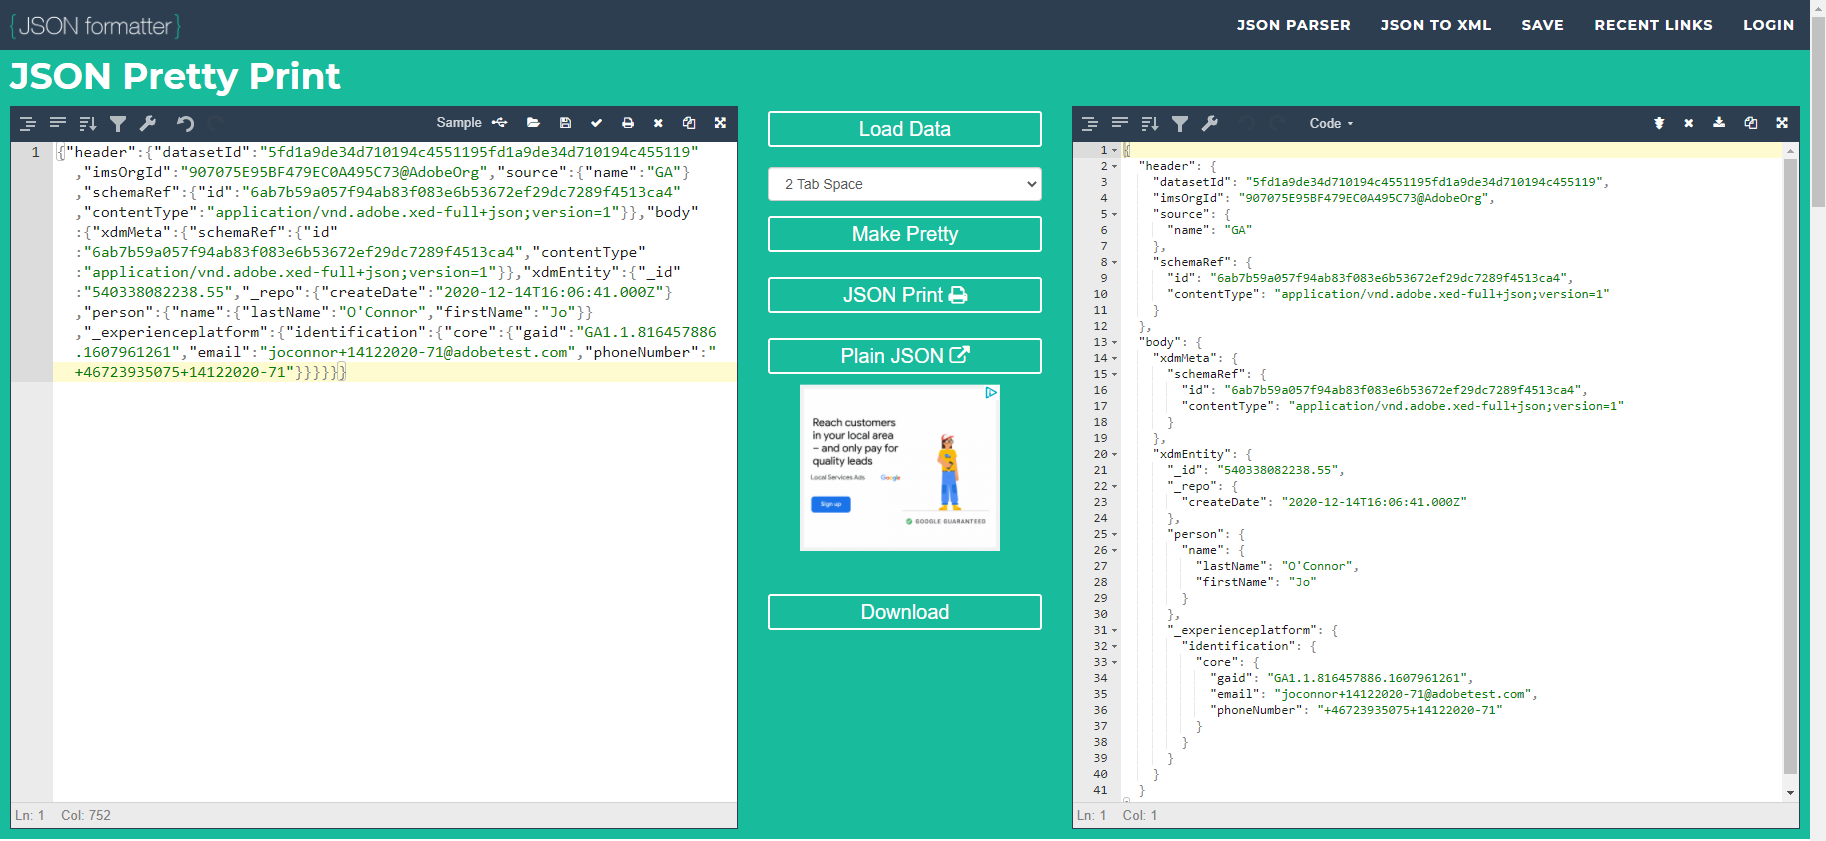 {JSON formatter}
JSON PARSER JSON TO XML SAVE RECENT LINKS LOGIN
JSON Pretty Print
Sample
1 {"header":{"datasetId":"5fd1a9de34d710194c4551195fd1a9de34d710194c455119"
,"imsOrgId":"907075E95BF479EC0A495C73@AdobeOrg","source":{"name":"GA"}
,"schemaRef":{"id":"6ab7b59a057f94ab83f083e6b53672ef29dc7289f4513ca4"
,"contentType":"application/vnd.adobe.xed-full+json;version=1"}},"body"
:{"xdmMeta":{"schemaRef":{"id"
:"6ab7b59a057f94ab83f083e6b53672ef29dc7289f4513ca4","contentType"
:"application/vnd.adobe.xed-full+json;version=1"}},"xdmEntity":{"_id"
:"540338082238.55","_repo":{"createDate":"2020-12-14T16:06:41.000Z"}
,"person":{"name":{"lastName":"O'Connor","firstName":"Jo"}}
,"_experienceplatform":{"identification":{"core":{"gaid":"GA1.1.816457886
.1607961261","email":"joconnor+14122020-71@adobetest.com","phoneNumber":"
+46723935075+14122020-71"}}}}}}
Ln: 1 Col: 752
Load Data
2 Tab Space
Make Pretty
JSON Print
Plain JSON
Reach customers
in your local area
– and only pay for
quality leads
Local Services Ads Google
Sign up
GOOGLE GUARANTEED
Download
Code
1 {
2 "header": {
3 "datasetId": "5fd1a9de34d710194c4551195fd1a9de34d710194c455119",
4 "imsOrgId": "907075E95BF479EC0A495C73@AdobeOrg",
5 "source": {
6 "name": "GA"
7 },
8 "schemaRef": {
9 "id": "6ab7b59a057f94ab83f083e6b53672ef29dc7289f4513ca4",
10 "contentType": "application/vnd.adobe.xed-full+json;version=1"
11 }
12 },
13 "body": {
14 "xdmMeta": {
15 "schemaRef": {
16 "id": "6ab7b59a057f94ab83f083e6b53672ef29dc7289f4513ca4",
17 "contentType": "application/vnd.adobe.xed-full+json;version=1"
18 }
19 },
20 "xdmEntity": {
21 "_id": "540338082238.55",
22 "_repo": {
23 "createDate": "2020-12-14T16:06:41.000Z"
24 },
25 "person": {
26 "name": {
27 "lastName": "O'Connor",
28 "firstName": "Jo"
29 }
30 },
31 "_experienceplatform": {
32 "identification": {
33 "core": {
34 "gaid": "GA1.1.816457886.1607961261",
35 "email": "joconnor+14122020-71@adobetest.com",
36 "phoneNumber": "+46723935075+14122020-71"
37 }
38 }
39 }
40 }
41 }
Ln: 1 Col: 1